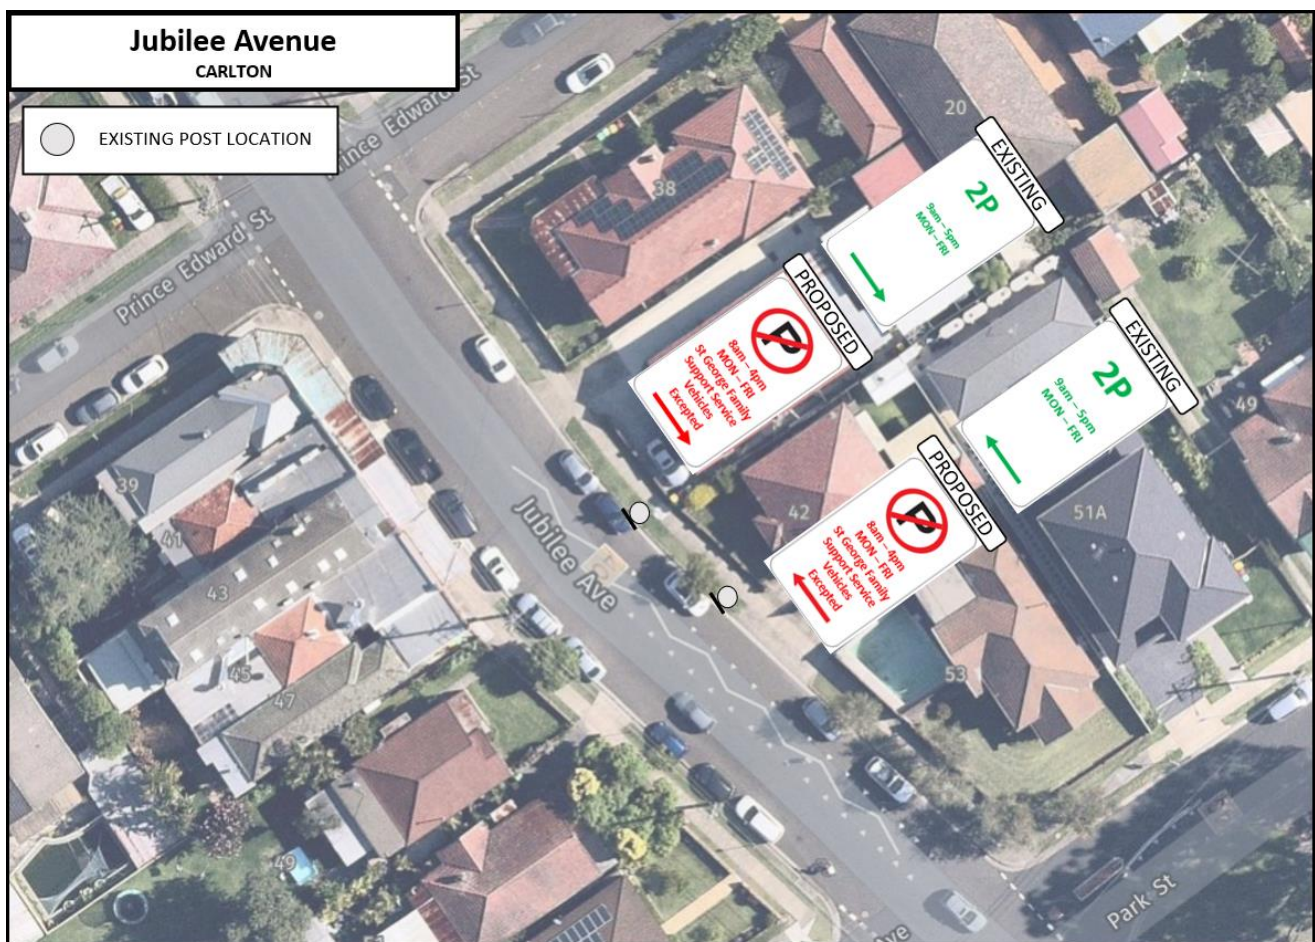 Jubilee Avenue
CARLTON
EXISTING POST LOCATION
Prince Edward St
Prince Edward St
20
38
EXISTING
2P
9am – 5pm
MON – FRI
PROPOSED
P
8am – 4pm
MON – FRI
St George Family
Support Service
Vehicles
Excepted
EXISTING
2P
9am – 5pm
MON – FRI
49
PROPOSED
P
8am – 4pm
MON – FRI
St George Family
Support Service
Vehicles
Excepted
42
51A
39
41
43
45
47
Jubilee Ave
53
49
Park St
Ave